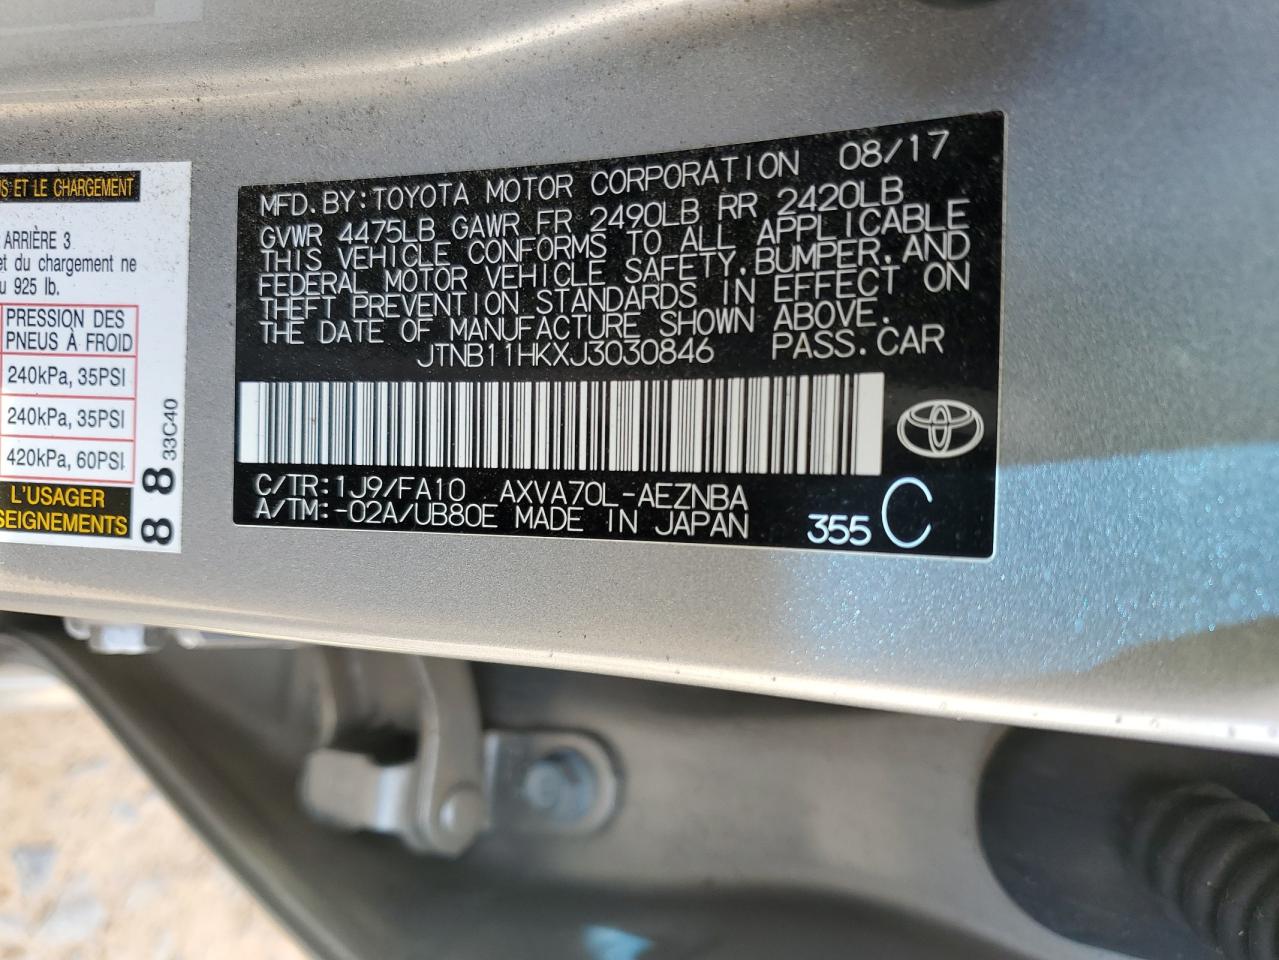 S ET LE CHARGEMENT
ARRIÈRE 3
et du chargement ne
925 lb.
PRESSION DES
PNEUS À FROID
240kPa, 35PSI
240kPa, 35PSI
420kPa, 60PSI
L'USAGER
SEIGNEMENTS
8 8 33C40
MFD.BY:TOYOTA MOTOR CORPORATION 08/17
GVWR 4475LB GAWR FR 2490LB RR 2420LB
THIS VEHICLE CONFORMS TO ALL APPLICABLE
FEDERAL MOTOR VEHICLE SAFETY,BUMPER,AND
THEFT PREVENTION STANDARDS IN EFFECT ON
THE DATE OF MANUFACTURE SHOWN ABOVE.
JTNB11HKXJ3030846 PASS.CAR
C/TR:1J9/FA10 AXVA70L-AEZNBA
A/TM:-02A/UB80E MADE IN JAPAN
355 C